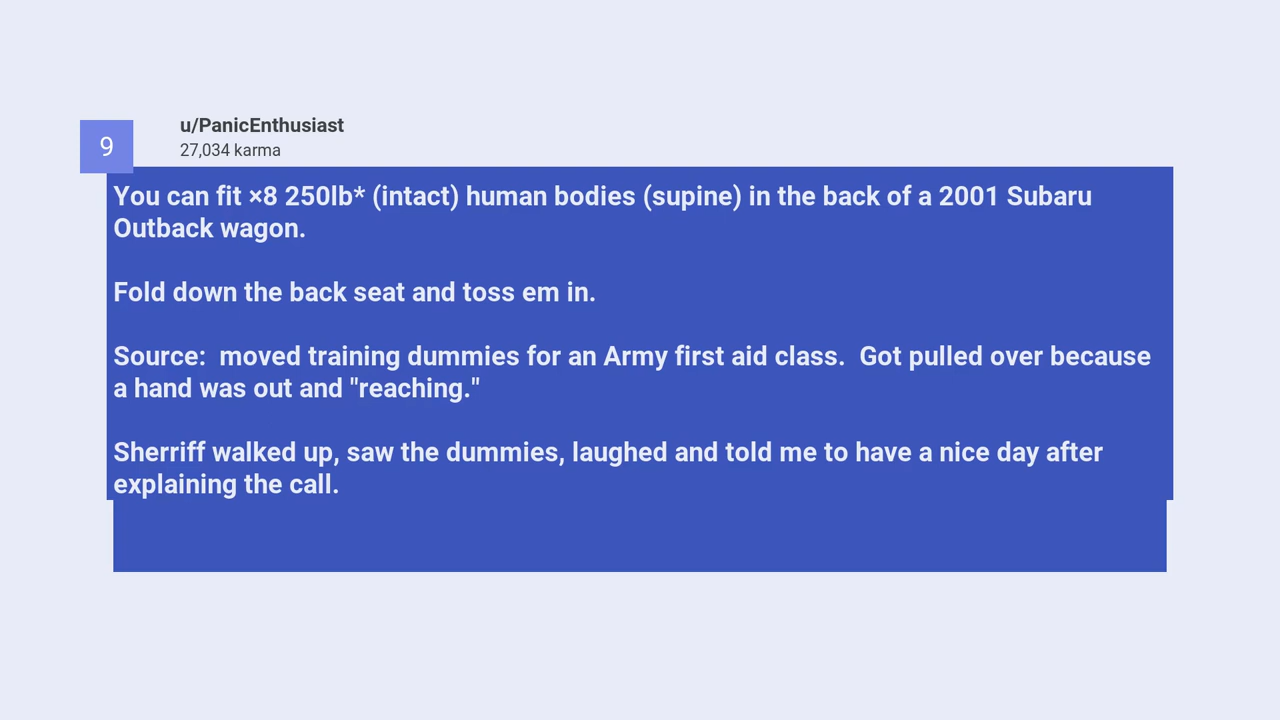 9
u/PanicEnthusiast
27,034 karma
You can fit ×8 250lb* (intact) human bodies (supine) in the back of a 2001 Subaru
Outback wagon.
Fold down the back seat and toss em in.
Source:  moved training dummies for an Army first aid class.  Got pulled over because
a hand was out and "reaching."
Sherriff walked up, saw the dummies, laughed and told me to have a nice day after
explaining the call.